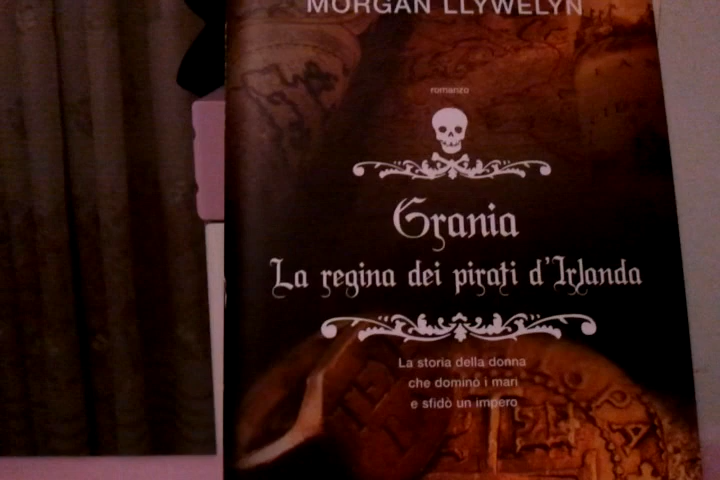 MORGAN LLYWELYN
romanzo
Grania
La regina dei pirati d'Irlanda
La storia della donna
che dominò i mari
e sfidò un impero